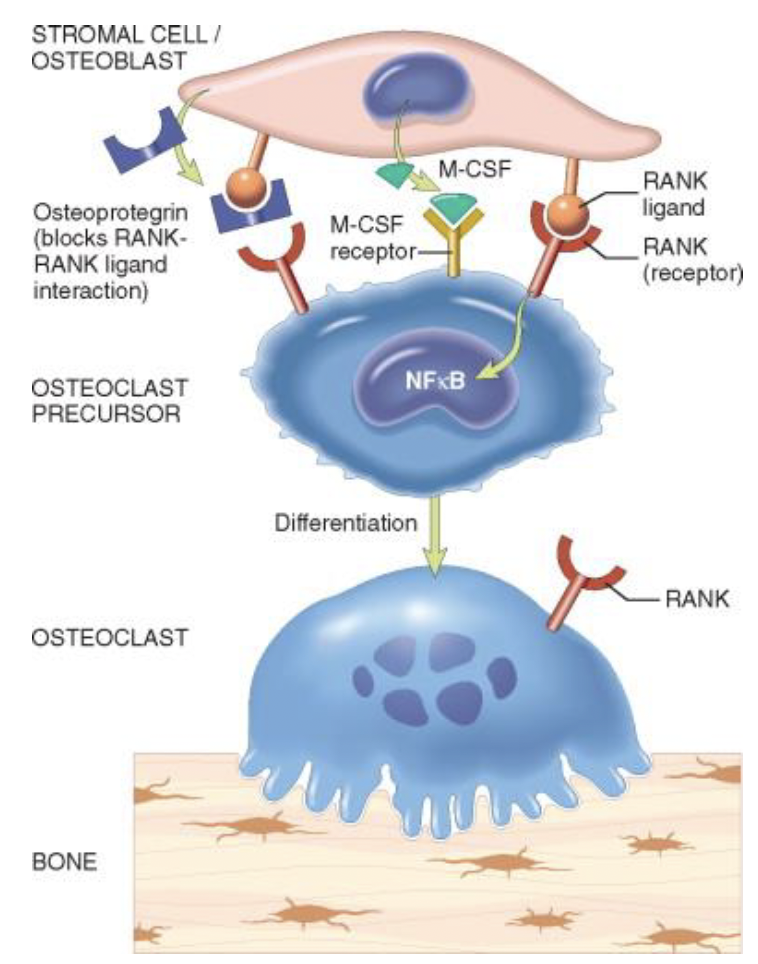 STROMAL CELL /
OSTEOBLAST
M-CSF
RANK
ligand
Osteoprotegrin
(blocks RANK-
RANK ligand
interaction)
M-CSF
receptor
RANK
(receptor)
NFκB
OSTEOCLAST
PRECURSOR
Differentiation
RANK
OSTEOCLAST
BONE